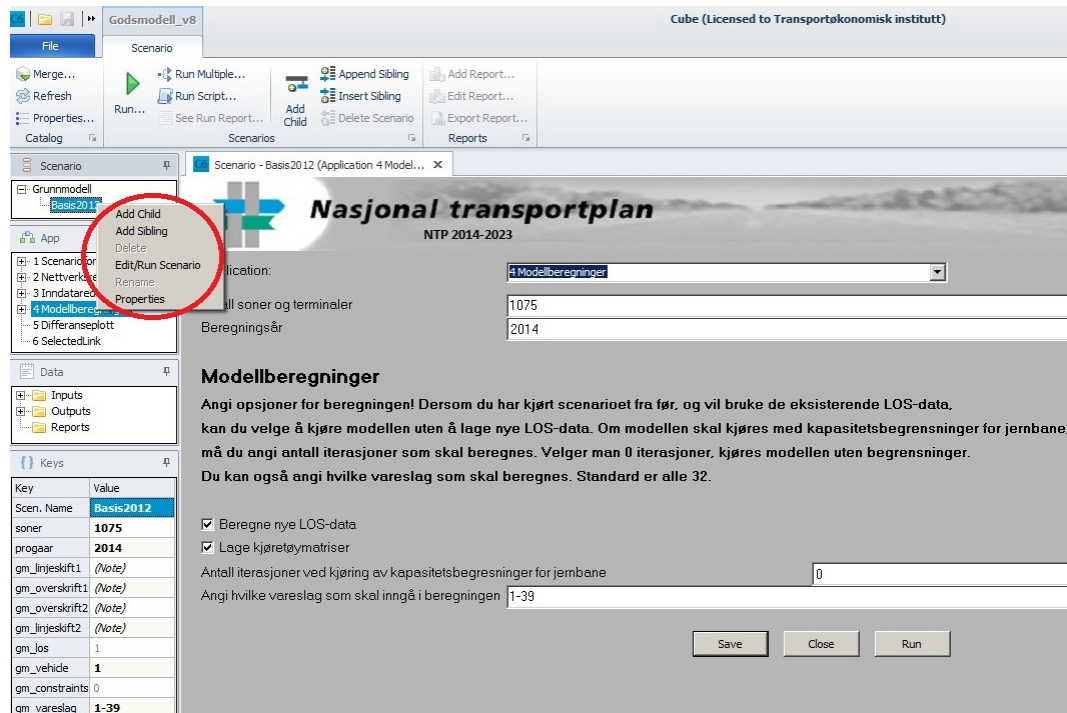 C6 Godsmodell_v8 Cube (Licensed to Transportøkonomisk institutt)
File Scenario
Merge... Run Multiple... Append Sibling Add Report...
Refresh Run Script... Insert Sibling Edit Report...
Properties... Run... See Run Report... Add Child Delete Scenario Export Report...
Catalog Scenarios Reports
Scenario
C6 Scenario - Basis2012 (Application 4 Model...
Grunnmodell
Basis2012
Add Child
Add Sibling
Delete
Edit/Run Scenario
Rename
Properties
App
1
2 Nettverks
3 Inndatared
4 Modellbere
5 Differanseplott
6 SelectedLink
Data
Inputs
Outputs
Reports
Keys
Key Value
Scen. Name Basis2012
soner 1075
progaar 2014
gm_linjeskift1 (Note)
gm_overskrift1 (Note)
gm_overskrift2 (Note)
gm_linjeskift2 (Note)
gm_los 1
gm_vehicle 1
gm_constraints 0
gm_vareslag 1-39
Nasjonal transportplan
NTP 2014-2023
lication: 4 Modellberegninger
all soner og terminaler 1075
Beregningsår 2014
Modellberegninger
Angi opsjoner for beregningen! Dersom du har kjørt scenarioet fra før, og vil bruke de eksisterende LOS-data,
kan du velge å kjøre modellen uten å lage nye LOS-data. Om modellen skal kjøres med kapasitetsbegrensninger for jernbane,
må du angi antall iterasjoner som skal beregnes. Velger man 0 iterasjoner, kjøres modellen uten begrensninger.
Du kan også angi hvilke vareslag som skal beregnes. Standard er alle 32.
Beregne nye LOS-data
Lage kjøretøymatriser
Antall iterasjoner ved kjøring av kapasitetsbegresninger for jernbane 0
Angi hvilke vareslag som skal inngå i beregningen 1-39
Save Close Run